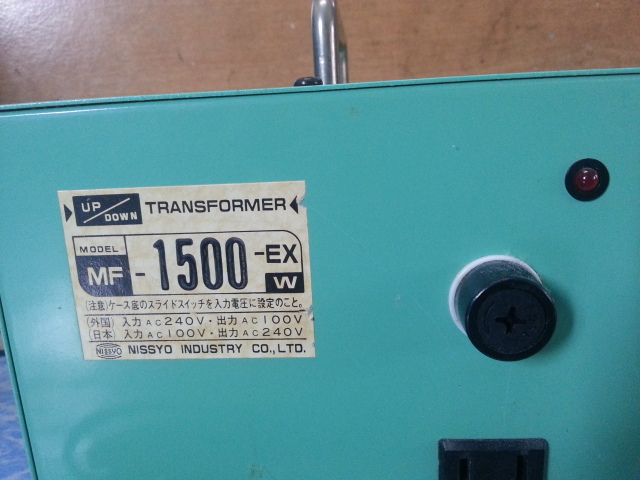 UP/DOWN TRANSFORMER
MODEL
MF-1500-EX
W
(注意)ケース底のスライドスイッチを入力電圧に設定のこと。
(外国)入力AC240V・出力AC100V
(日本)入力AC100V・出力AC240V
NISSYO NISSYO INDUSTRY CO.,LTD.